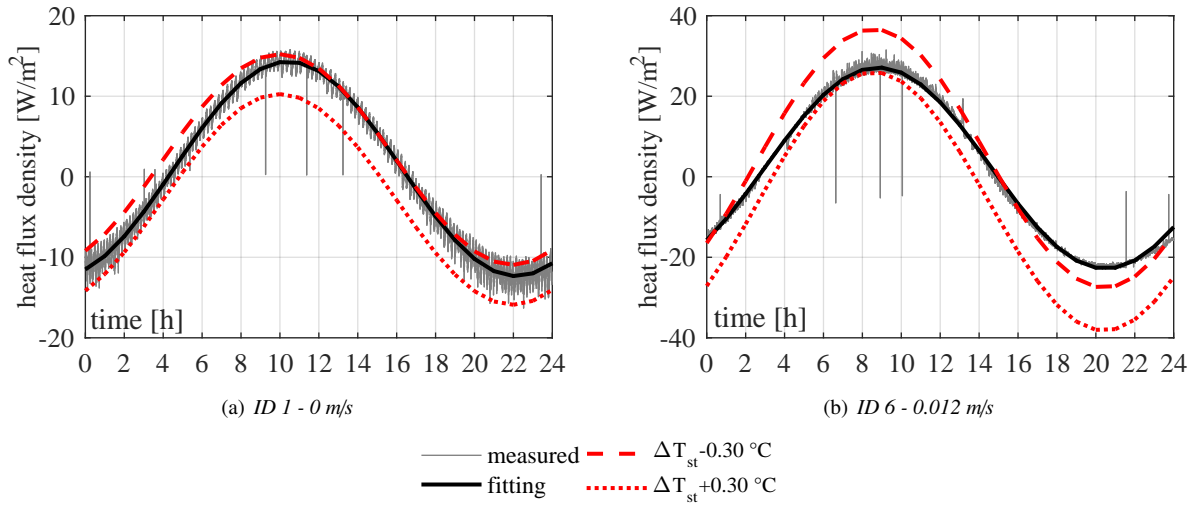 20
10
0
-10
-20
heat flux density [W/m²]
time [h]
0 2 4 6 8 10 12 14 16 18 20 22 24
(a) ID 1 - 0 m/s
40
20
0
-20
-40
heat flux density [W/m²]
time [h]
0 2 4 6 8 10 12 14 16 18 20 22 24
(b) ID 6 - 0.012 m/s
measured ΔT_st-0.30 °C
fitting ΔT_st+0.30 °C